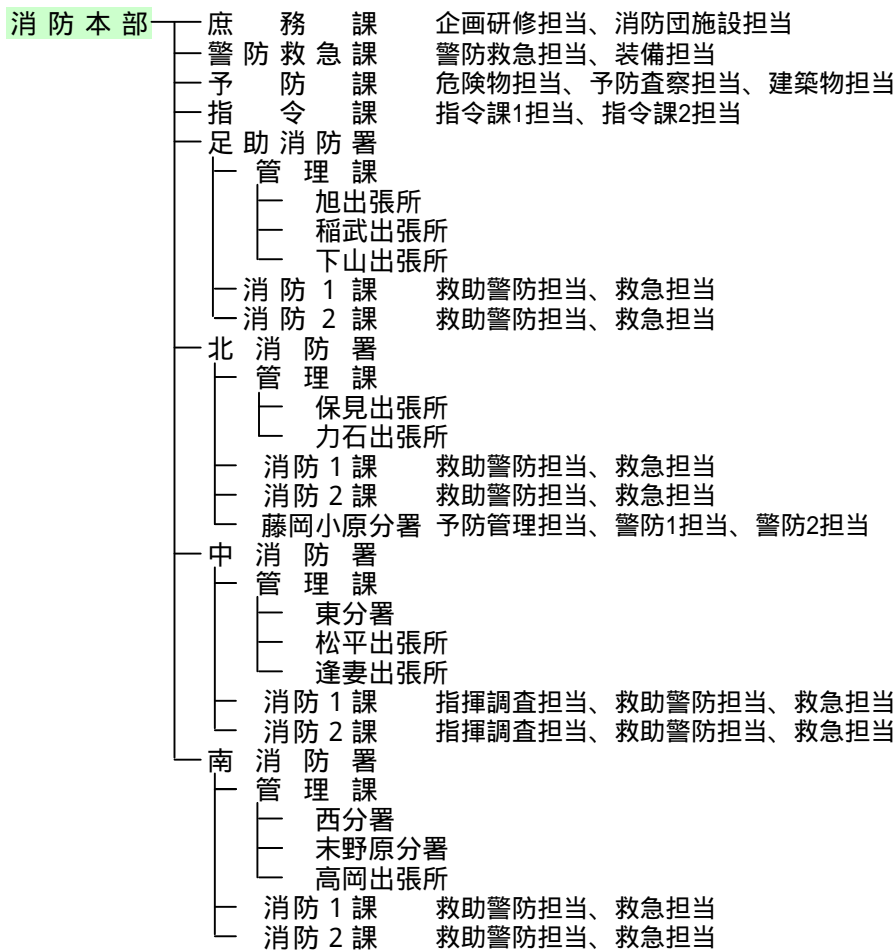 消防本部 庶務課 企画研修担当、消防団施設担当
警防救急課 警防救急担当、装備担当
予防課 危険物担当、予防査察担当、建築物担当
指令課 指令課1担当、指令課2担当
足助消防署
管理課
旭出張所
稲武出張所
下山出張所
消防1課 救助警防担当、救急担当
消防2課 救助警防担当、救急担当
北消防署
管理課
保見出張所
力石出張所
消防1課 救助警防担当、救急担当
消防2課 救助警防担当、救急担当
藤岡小原分署 予防管理担当、警防1担当、警防2担当
中消防署
管理課
東分署
松平出張所
逢妻出張所
消防1課 指揮調査担当、救助警防担当、救急担当
消防2課 指揮調査担当、救助警防担当、救急担当
南消防署
管理課
西分署
末野原分署
高岡出張所
消防1課 救助警防担当、救急担当
消防2課 救助警防担当、救急担当